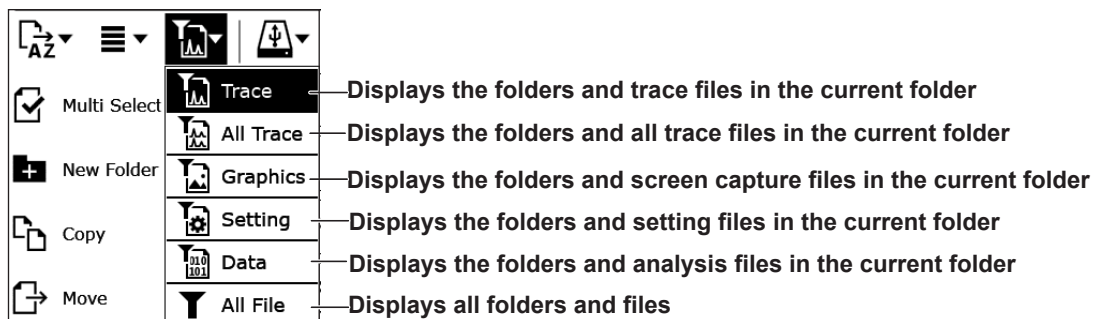 AZ
Multi Select
New Folder
Copy
Move
Trace
All Trace
Graphics
Setting
010
101
Data
All File
Displays the folders and trace files in the current folder
Displays the folders and all trace files in the current folder
Displays the folders and screen capture files in the current folder
Displays the folders and setting files in the current folder
Displays the folders and analysis files in the current folder
Displays all folders and files